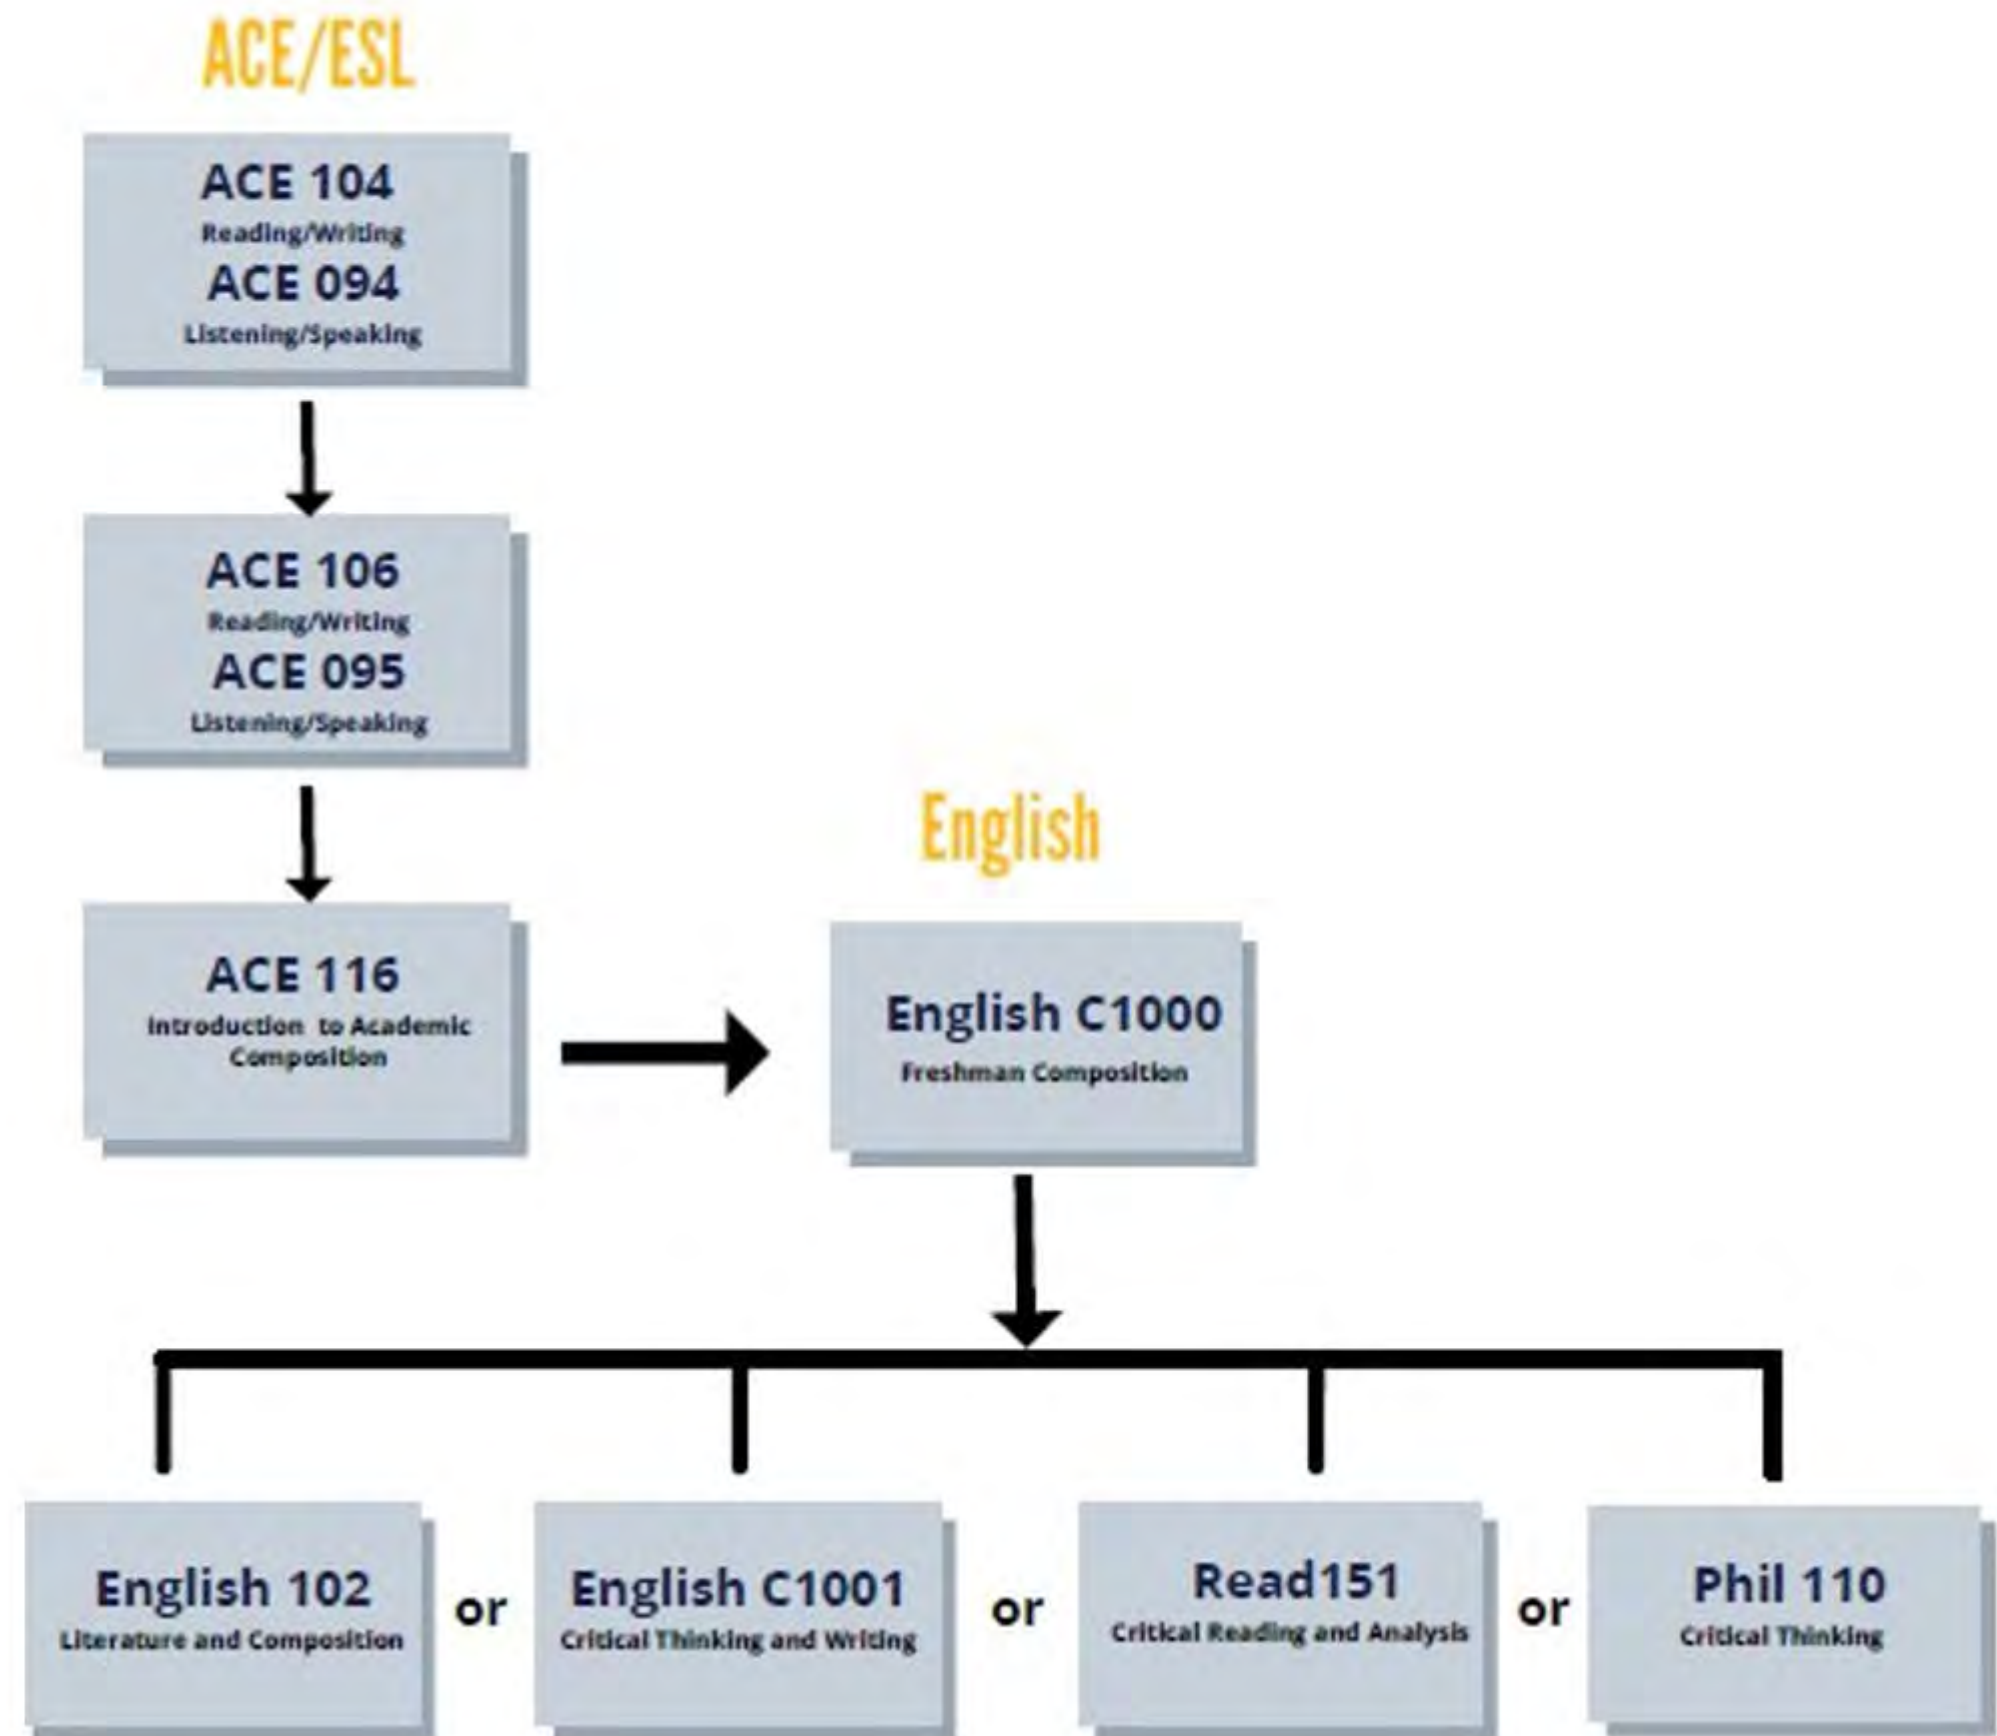 ACE/ESL
ACE 104
Reading/Writing
ACE 094
Listening/Speaking
ACE 106
Reading/Writing
ACE 095
Listening/Speaking
ACE 116
Introduction to Academic
Composition
English
English C1000
Freshman Composition
English 102
Literature and Composition
or
English C1001
Critical Thinking and Writing
or
Read151
Critical Reading and Analysis
or
Phil 110
Critical Thinking